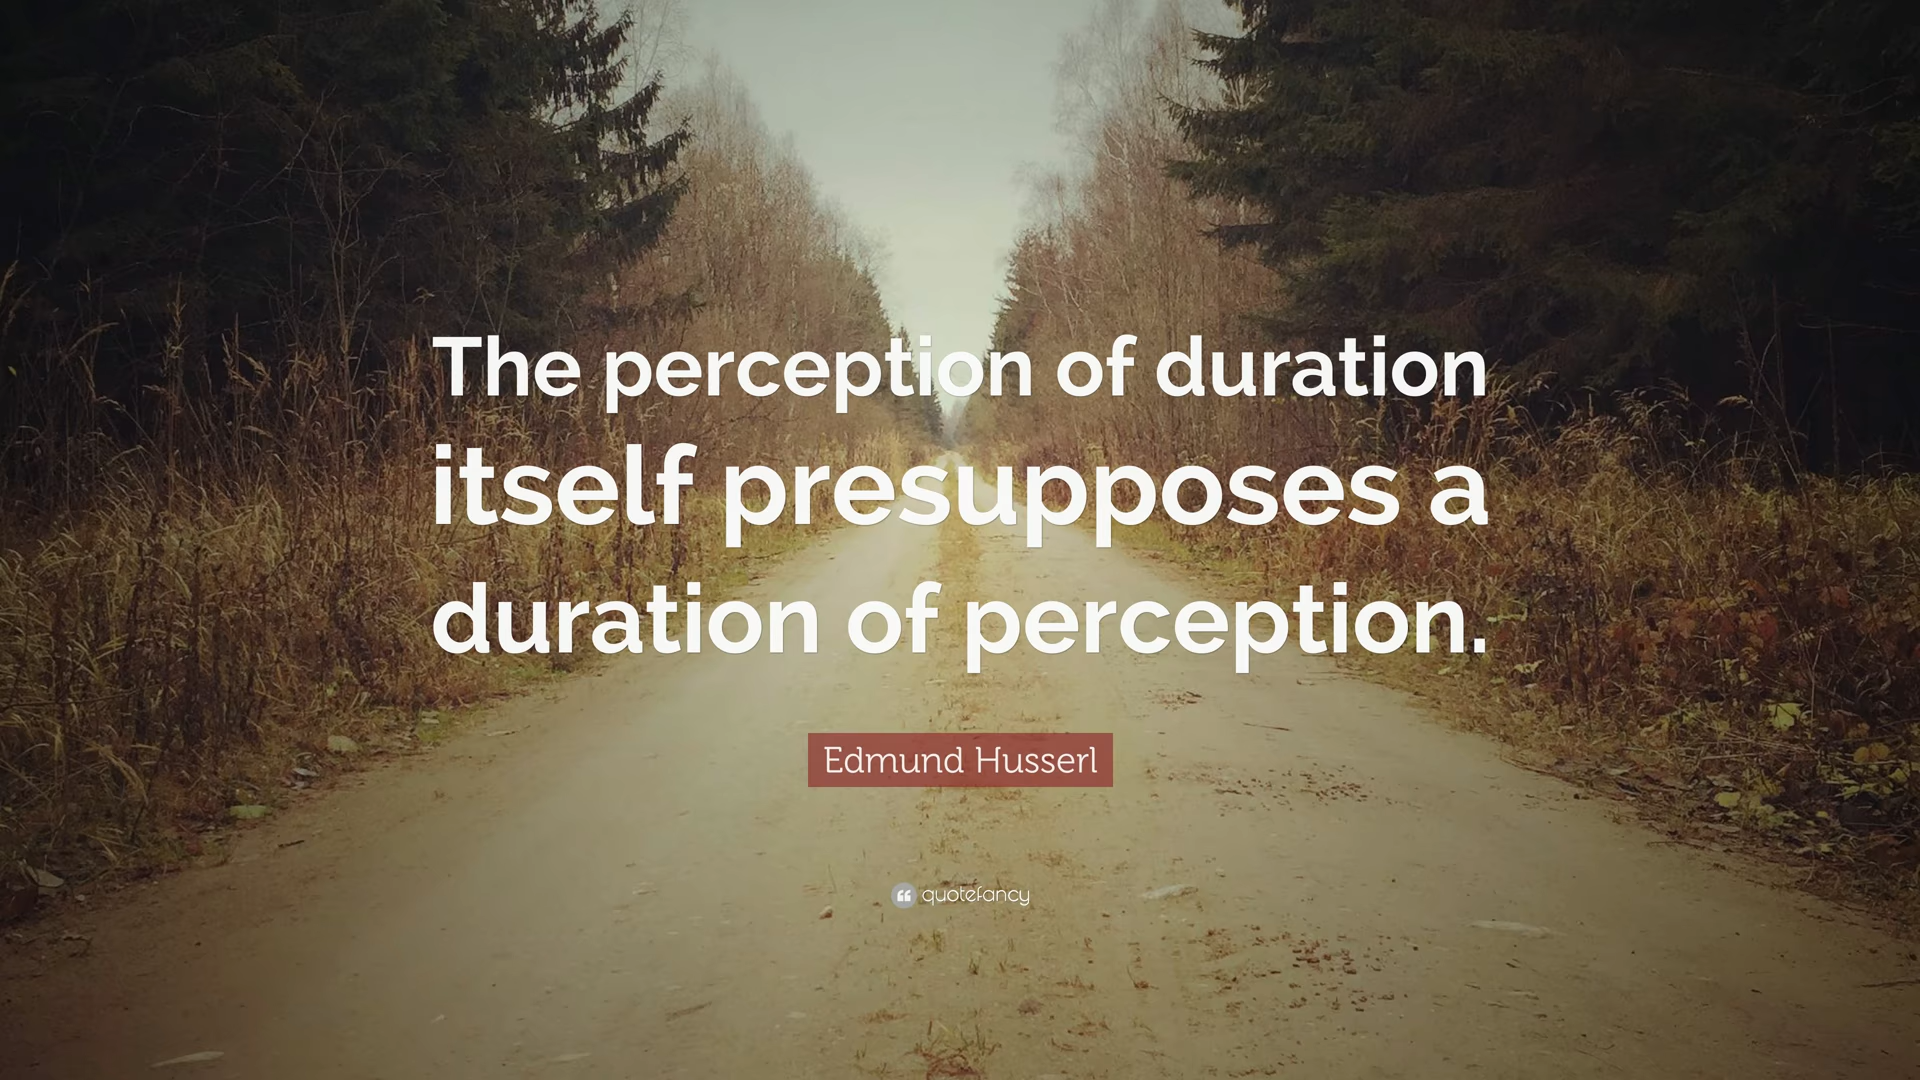 The perception of duration
itself presupposes a
duration of perception.
Edmund Husserl
quotefancy